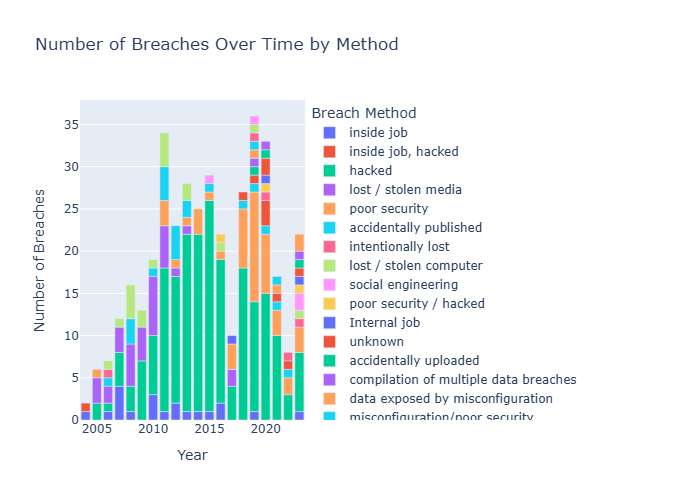 Number of Breaches Over Time by Method
Breach Method
inside job
inside job, hacked
hacked
lost / stolen media
poor security
accidentally published
intentionally lost
lost / stolen computer
social engineering
poor security / hacked
Internal job
unknown
accidentally uploaded
compilation of multiple data breaches
data exposed by misconfiguration
misconfiguration/poor security
35
30
25
20
15
10
5
0
Number of Breaches
2005
2010
2015
2020
Year